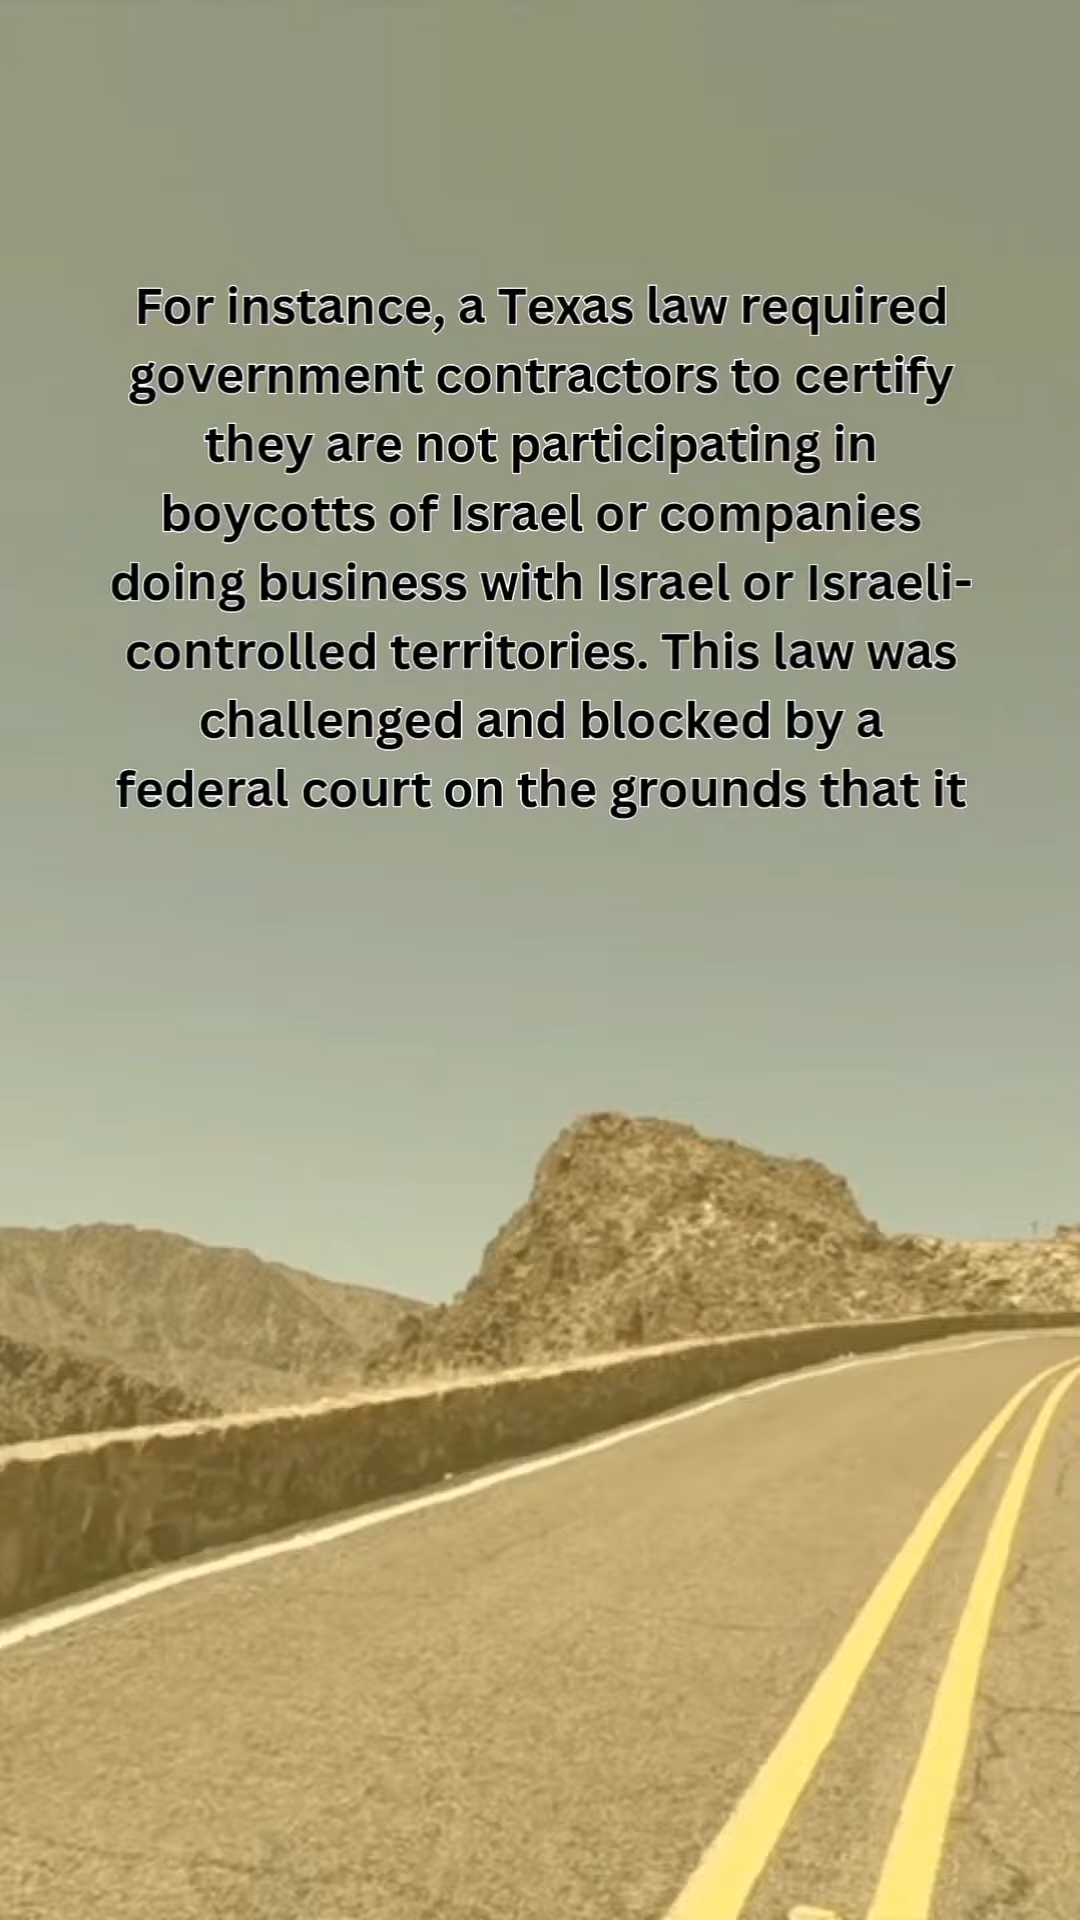 For instance, a Texas law required
government contractors to certify
they are not participating in
boycotts of Israel or companies
doing business with Israel or Israeli-
controlled territories. This law was
challenged and blocked by a
federal court on the grounds that it